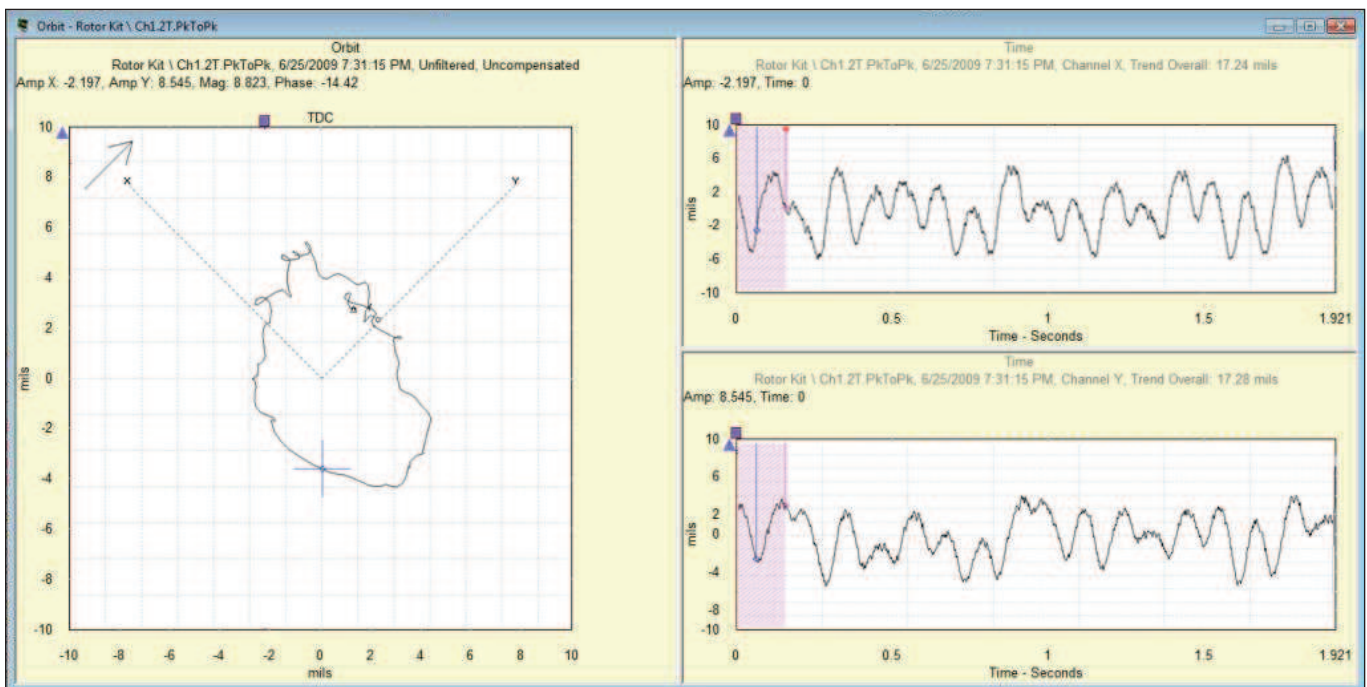 Orbit - Rotor Kit \ Ch1.2T.PkToPk
Orbit
Rotor Kit \ Ch1.2T.PkToPk, 6/25/2009 7:31:15 PM, Unfiltered, Uncompensated
Amp X: -2.197, Amp Y: 8.545, Mag: 8.823, Phase: -14.42
TDC
10
8
6
4
2
0
-2
-4
-6
-8
-10
mils
X
Y
-10 -8 -6 -4 -2 0 2 4 6 8 10
mils
Time
Rotor Kit \ Ch1.2T.PkToPk, 6/25/2009 7:31:15 PM, Channel X, Trend Overall: 17.24 mils
Amp: -2.197, Time: 0
10
6
2
-2
-6
-10
mils
0 0.5 1 1.5 1.921
Time - Seconds
Time
Rotor Kit \ Ch1.2T.PkToPk, 6/25/2009 7:31:15 PM, Channel Y, Trend Overall: 17.28 mils
Amp: 8.545, Time: 0
10
6
2
0
-4
-8
-10
mils
0 0.5 1 1.5 1.921
Time - Seconds